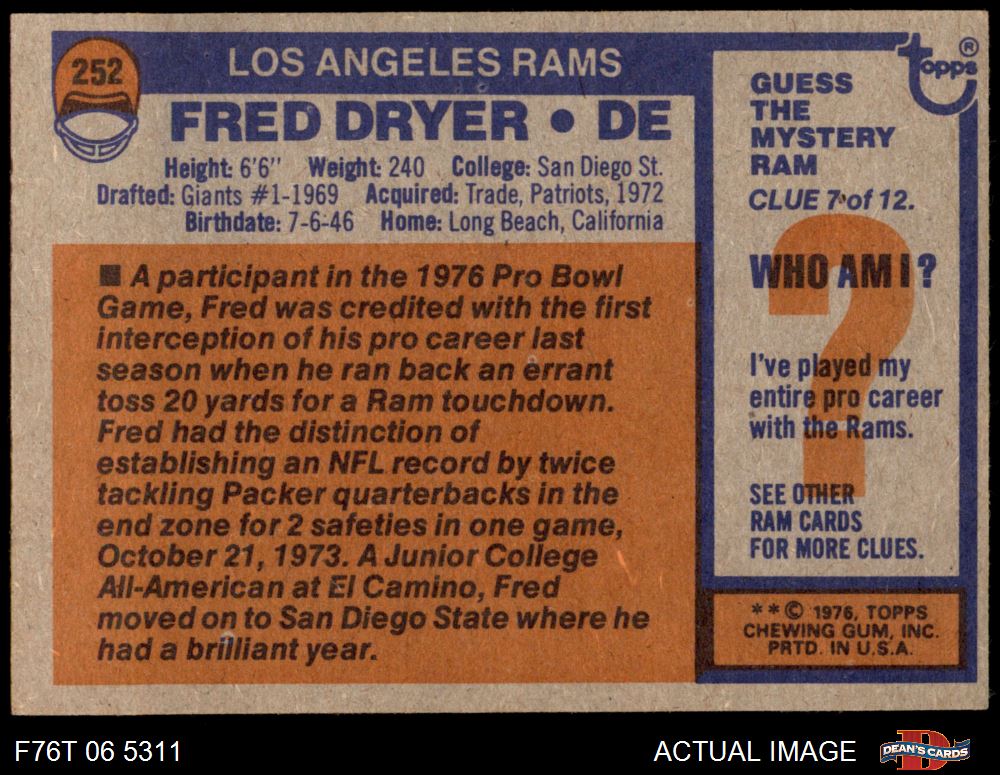 252
LOS ANGELES RAMS
FRED DRYER • DE
Height: 6'6" Weight: 240 College: San Diego St.
Drafted: Giants #1-1969 Acquired: Trade, Patriots, 1972
Birthdate: 7-6-46 Home: Long Beach, California
■ A participant in the 1976 Pro Bowl
Game, Fred was credited with the first
interception of his pro career last
season when he ran back an errant
toss 20 yards for a Ram touchdown.
Fred had the distinction of
establishing an NFL record by twice
tackling Packer quarterbacks in the
end zone for 2 safeties in one game,
October 21, 1973. A Junior College
All-American at El Camino, Fred
moved on to San Diego State where he
had a brilliant year.
topps ®
GUESS
THE
MYSTERY
RAM
CLUE 7 of 12.
?
WHO AM I?
I've played my
entire pro career
with the Rams.
SEE OTHER
RAM CARDS
FOR MORE CLUES.
**© 1976, TOPPS
CHEWING GUM, INC.
PRTD. IN U.S.A.
F76T 06 5311
ACTUAL IMAGE
D
DEAN'S CARDS